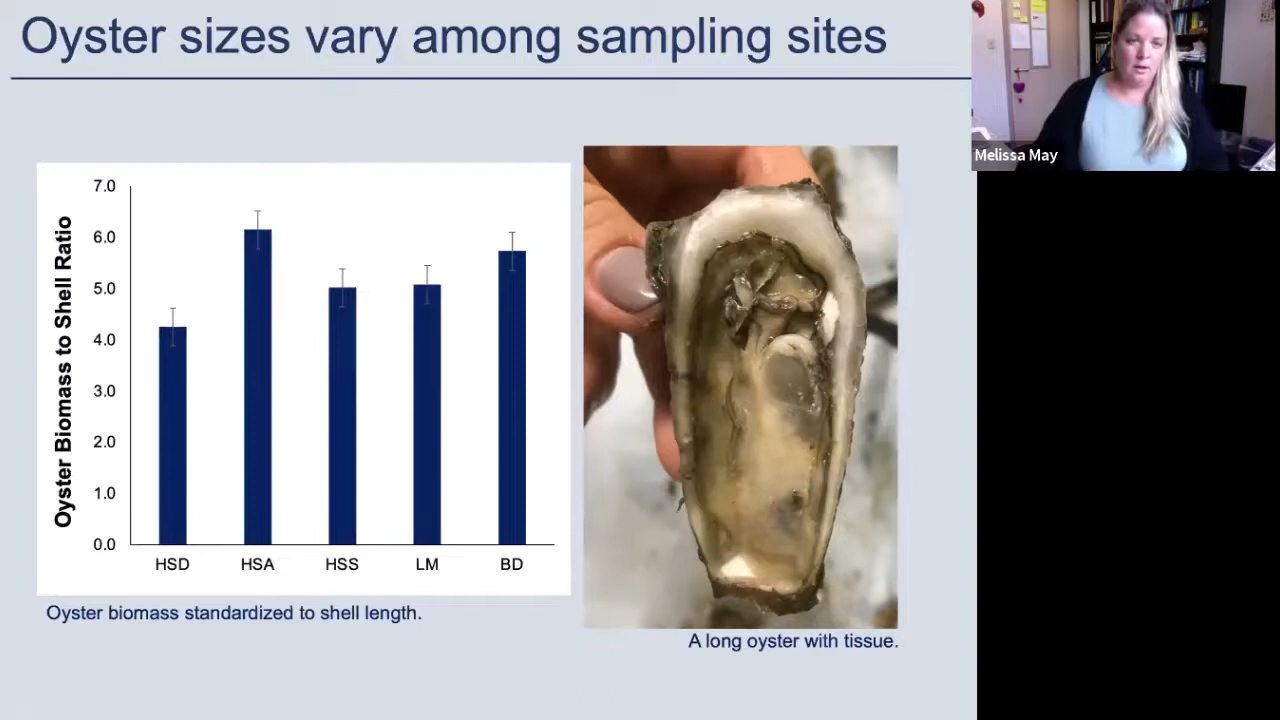 Oyster sizes vary among sampling sites
Melissa May
Oyster Biomass to Shell Ratio
7.0
6.0
5.0
4.0
3.0
2.0
1.0
0.0
HSD HSA HSS LM BD
Oyster biomass standardized to shell length.
A long oyster with tissue.